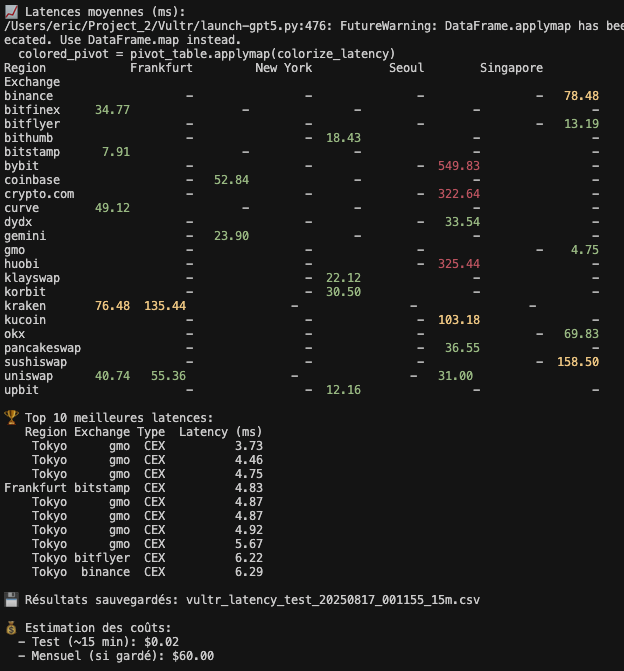 📈 Latences moyennes (ms):
/Users/eric/Project_2/Vultr/launch-gpt5.py:476: FutureWarning: DataFrame.applymap has bee
ecated. Use DataFrame.map instead.
  colored_pivot = pivot_table.applymap(colorize_latency)
Region            Frankfurt        New York           Seoul        Singapore
Exchange
binance                  -               -              -               -   78.48
bitfinex     34.77               -              -               -               -
bitflyer                 -               -              -               -   13.19
bithumb                  -               -  18.43               -               -
bitstamp      7.91               -              -               -               -
bybit                    -               -              -  549.83               -
coinbase                 -   52.84              -               -               -
crypto.com               -               -              -  322.64               -
curve        49.12               -              -               -               -
dydx                     -               -              -   33.54               -
gemini                   -   23.90              -               -               -
gmo                      -               -              -               -    4.75
huobi                    -               -              -  325.44               -
klayswap                 -               -  22.12               -               -
korbit                   -               -  30.50               -               -
kraken       76.48  135.44               -               -               -
kucoin                   -               -              -  103.18               -
okx                      -               -              -               -   69.83
pancakeswap              -               -              -   36.55               -
sushiswap                -               -              -               -  158.50
uniswap      40.74   55.36               -               -   31.00               -
upbit                    -               -  12.16               -               -
🏆 Top 10 meilleures latences:
   Region Exchange Type  Latency (ms)
    Tokyo      gmo  CEX          3.73
    Tokyo      gmo  CEX          4.46
    Tokyo      gmo  CEX          4.75
Frankfurt bitstamp  CEX          4.83
    Tokyo      gmo  CEX          4.87
    Tokyo      gmo  CEX          4.87
    Tokyo      gmo  CEX          4.92
    Tokyo      gmo  CEX          5.67
    Tokyo bitflyer  CEX          6.22
    Tokyo  binance  CEX          6.29
💾 Résultats sauvegardés: vultr_latency_test_20250817_001155_15m.csv
💰 Estimation des coûts:
  - Test (~15 min): $0.02
  - Mensuel (si gardé): $60.00